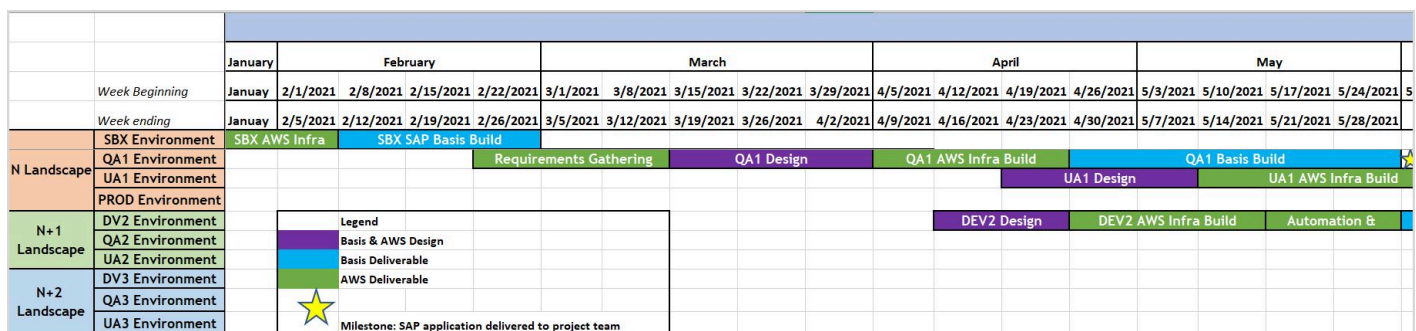 January February March April May
Week Beginning Januay 2/1/2021 2/8/2021 2/15/2021 2/22/2021 3/1/2021 3/8/2021 3/15/2021 3/22/2021 3/29/2021 4/5/2021 4/12/2021 4/19/2021 4/26/2021 5/3/2021 5/10/2021 5/17/2021 5/24/2021 5
Week ending Januay 2/5/2021 2/12/2021 2/19/2021 2/26/2021 3/5/2021 3/12/2021 3/19/2021 3/26/2021 4/2/2021 4/9/2021 4/16/2021 4/23/2021 4/30/2021 5/7/2021 5/14/2021 5/21/2021 5/28/2021
SBX Environment SBX AWS Infra SBX SAP Basis Build
N Landscape
QA1 Environment Requirements Gathering QA1 Design QA1 AWS Infra Build QA1 Basis Build
UA1 Environment UA1 Design UA1 AWS Infra Build
PROD Environment
N+1 Landscape
DV2 Environment Legend DEV2 Design DEV2 AWS Infra Build Automation &
QA2 Environment Basis & AWS Design
UA2 Environment Basis Deliverable
N+2 Landscape
DV3 Environment AWS Deliverable
QA3 Environment
UA3 Environment Milestone: SAP application delivered to project team